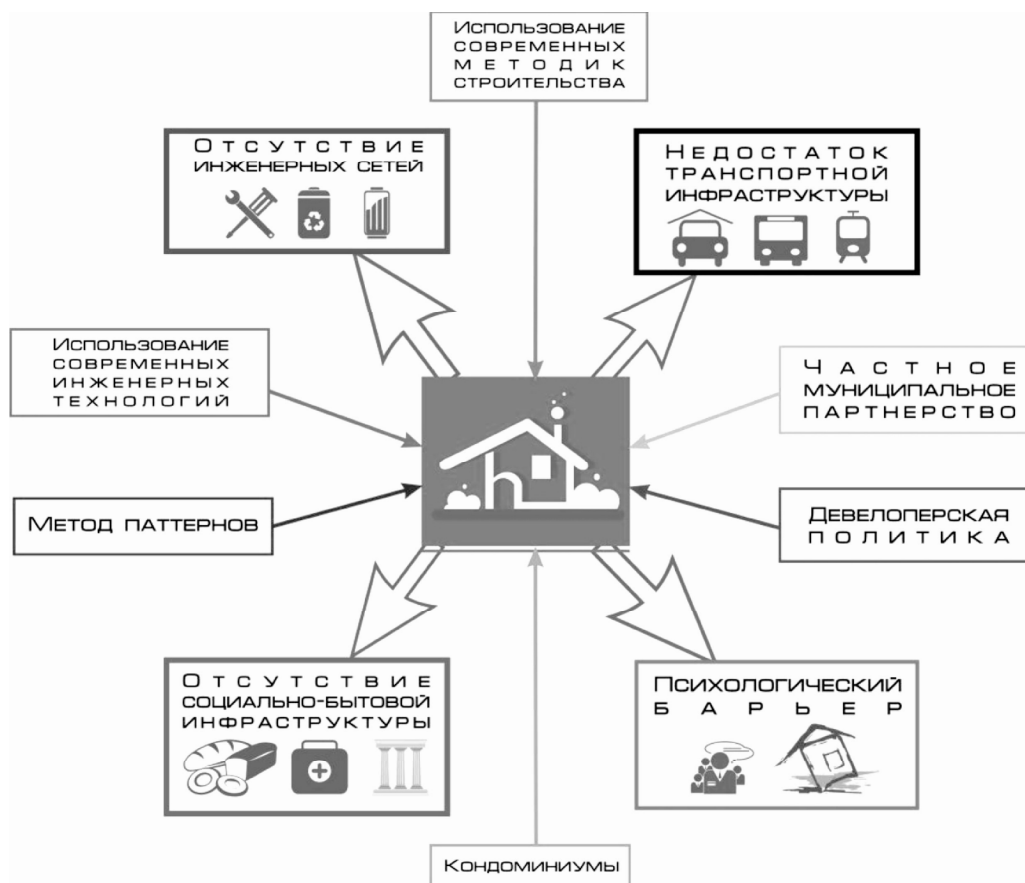 Использование
современных
методик
строительства
Отсутствие
инженерных сетей
Недостаток
транспортной
инфраструктуры
Использование
современных
инженерных
технологий
Частное
муниципальное
партнерство
Метод паттернов
Девелоперская
политика
Отсутствие
социально-бытовой
инфраструктуры
Психологический
барьер
Кондоминиумы